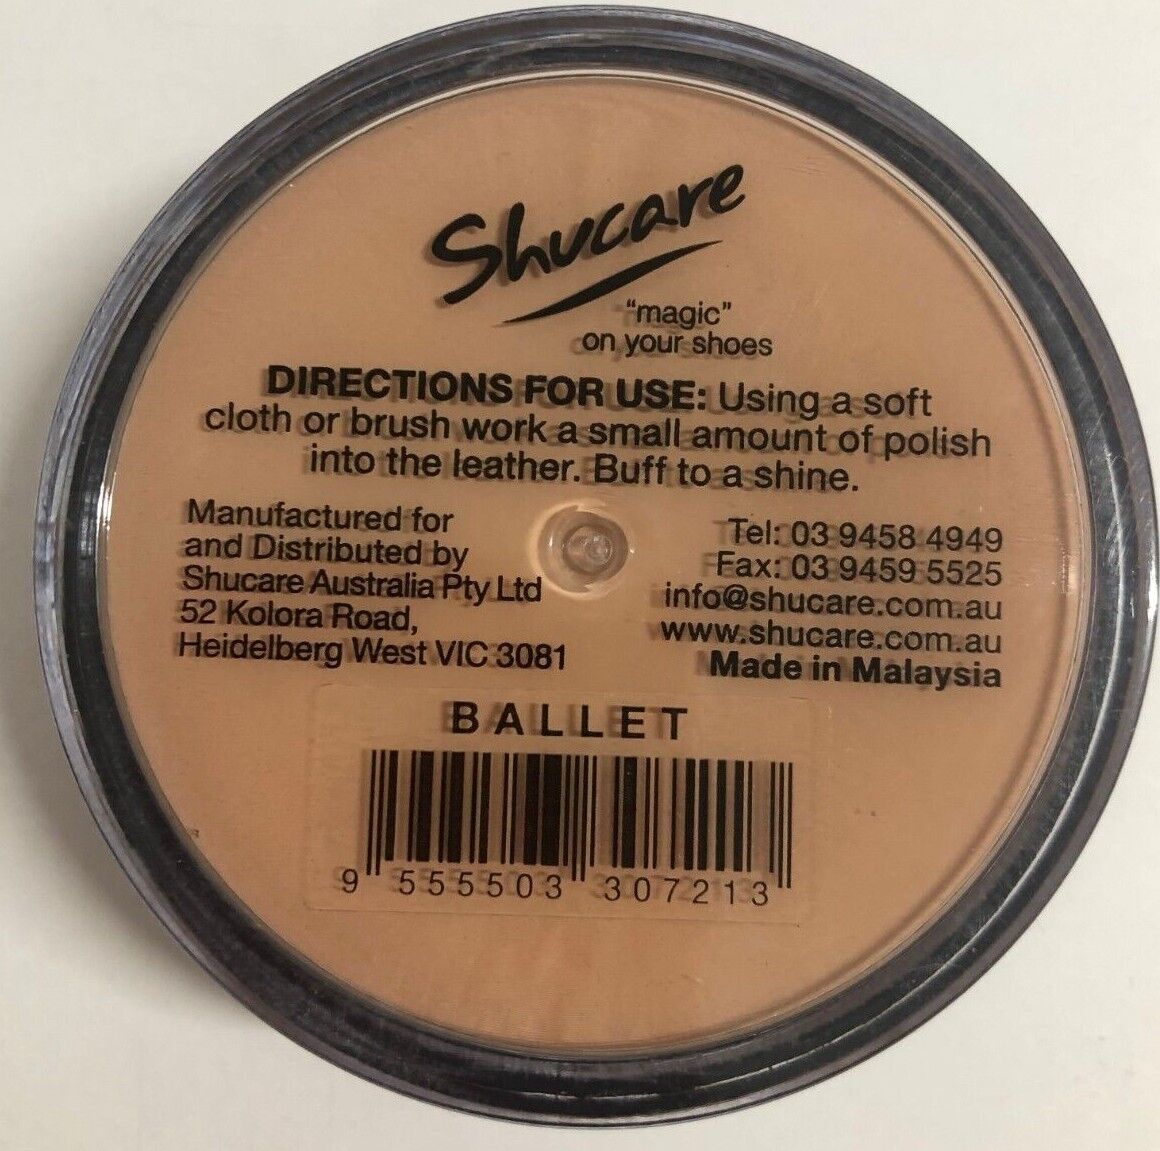 Shucare
"magic"
on your shoes
DIRECTIONS FOR USE: Using a soft
cloth or brush work a small amount of polish
into the leather. Buff to a shine.
Manufactured for
and Distributed by
Shucare Australia Pty Ltd
52 Kolora Road,
Heidelberg West VIC 3081
Tel: 03 9458 4949
Fax: 03 9459 5525
info@shucare.com.au
www.shucare.com.au
Made in Malaysia
BALLET
9 555503 307213